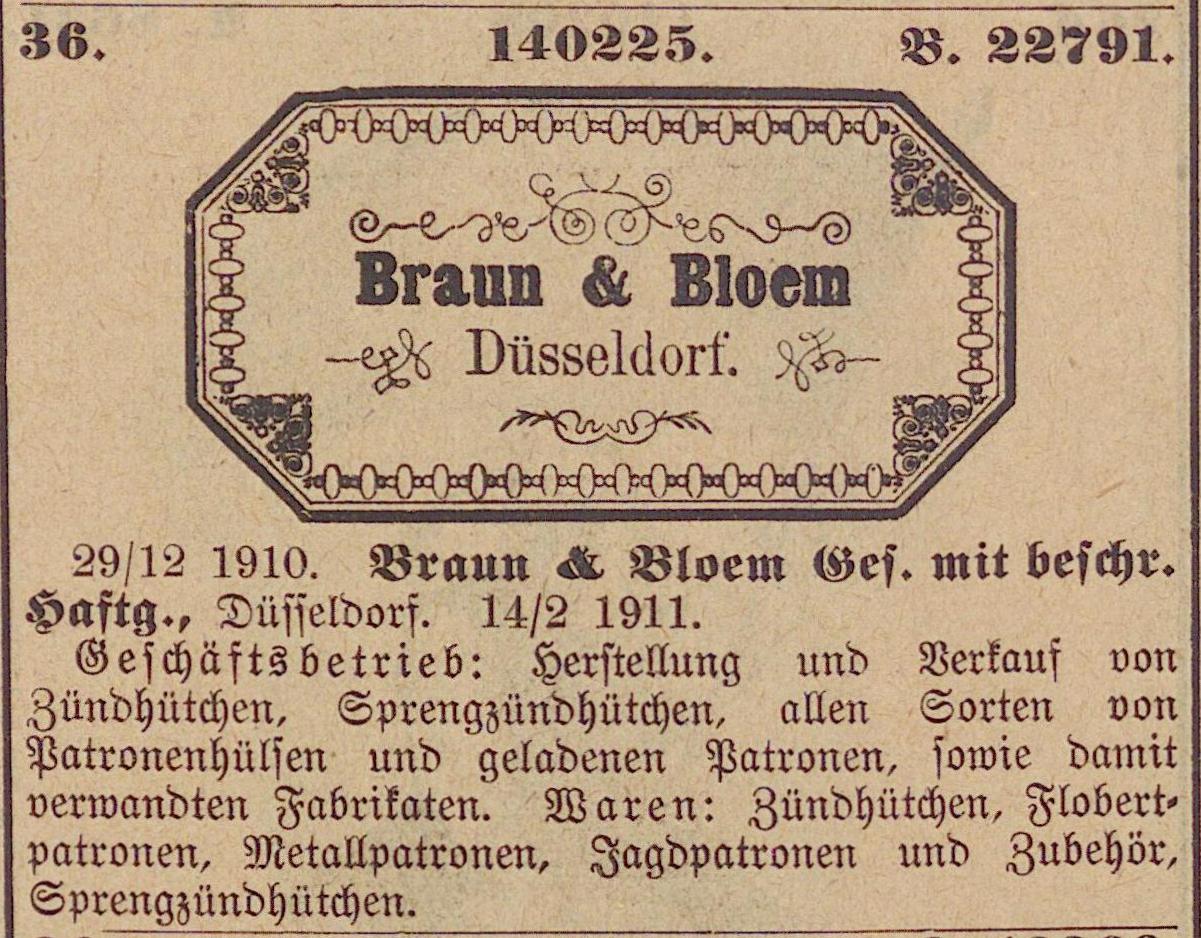 36. 140225. B. 22791.
Braun & Bloem
Düsseldorf.
29/12 1910. Braun & Bloem Ges. mit beschr.
Haftg., Düsseldorf. 14/2 1911.
Geschäftsbetrieb: Herstellung und Verkauf von
Zündhütchen, Sprengzündhütchen, allen Sorten von
Patronenhülsen und geladenen Patronen, sowie damit
verwandten Fabrikaten. Waren: Zündhütchen, Flobert-
patronen, Metallpatronen, Jagdpatronen und Zubehör,
Sprengzündhütchen.